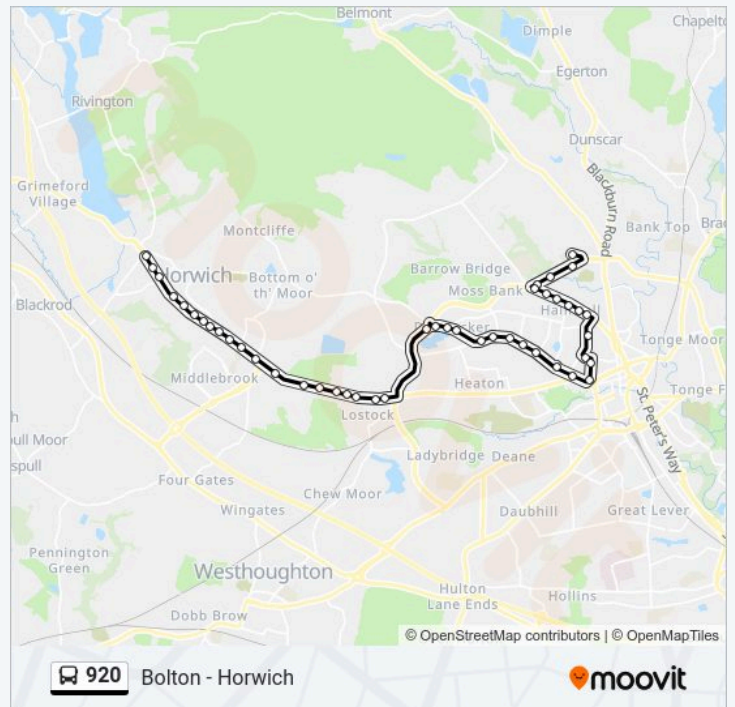 Belmont
Chapelt
Dimple
Egerton
Rivington
Dunscar
Blackburn Road
Grimeford
Village
Bank Top
Bra
Montcliffe
Horwich
Bottom o'
th' Moor
Barrow Bridge
Moss Bank
Blackrod
Tonge Moor
Middlebrook
Heaton
Tonge F
Lostock
St. Peter's Way
ull Moor
spull
Ladybridge
Deane
Four Gates
Chew Moor
Wingates
Daubhill
Great Lever
Pennington
Green
Westhoughton
Hulton
Lane Ends
Hollins
Dobb Brow
© OpenStreetMap contributors | © OpenMapTiles
920 Bolton - Horwich
moovit